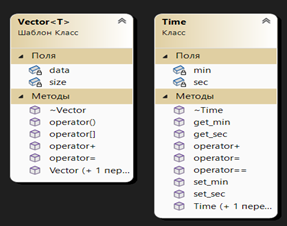 Vector<T>
Шаблон Класс
Поля
data
size
Методы
~Vector
operator()
operator[]
operator+
operator=
Vector (+ 1 пере...
Time
Класс
Поля
min
sec
Методы
~Time
get_min
get_sec
operator+
operator=
operator==
set_min
set_sec
Time (+ 1 пере...